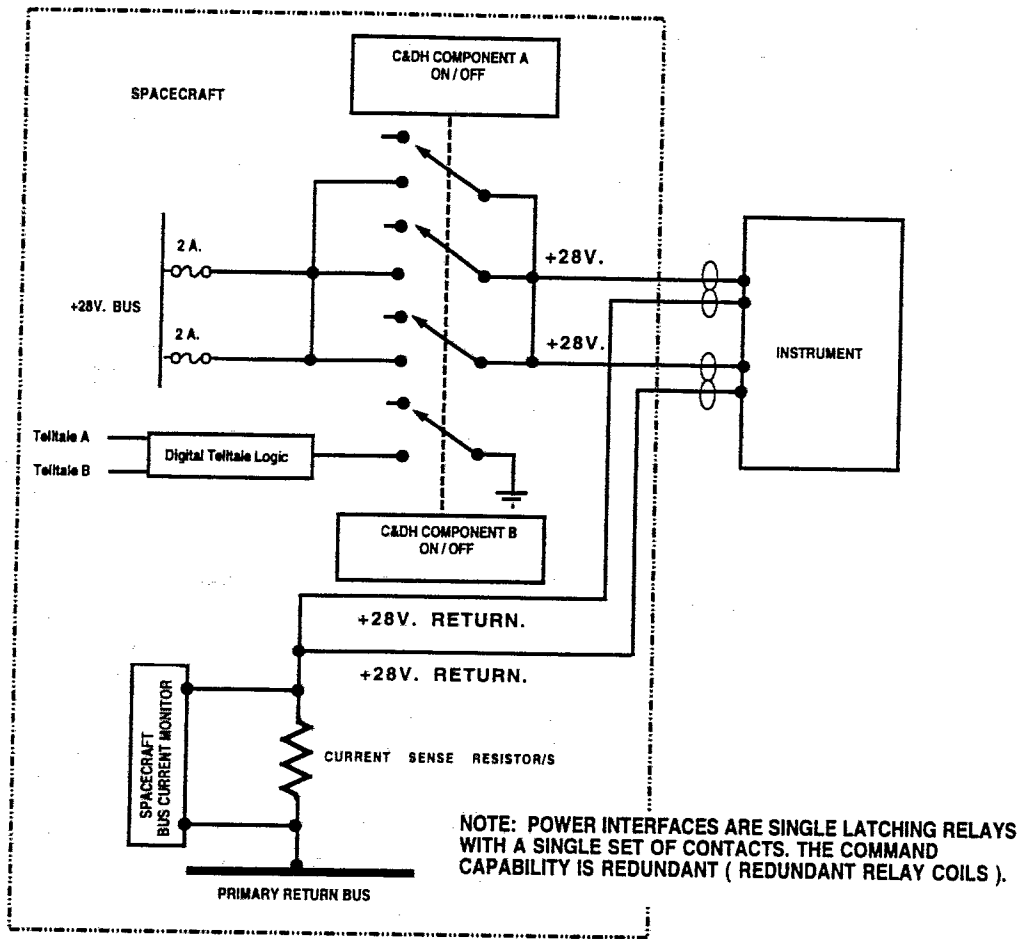 C&DH COMPONENT A
ON / OFF
SPACECRAFT
2 A.
+28V. BUS
2 A.
+28V.
+28V.
INSTRUMENT
Telltale A
Telltale B
Digital Telltale Logic
C&DH COMPONENT B
ON / OFF
+28V. RETURN.
+28V. RETURN.
SPACECRAFT
BUS CURRENT MONITOR
CURRENT SENSE RESISTOR/S
PRIMARY RETURN BUS
NOTE: POWER INTERFACES ARE SINGLE LATCHING RELAYS
WITH A SINGLE SET OF CONTACTS. THE COMMAND
CAPABILITY IS REDUNDANT ( REDUNDANT RELAY COILS ).